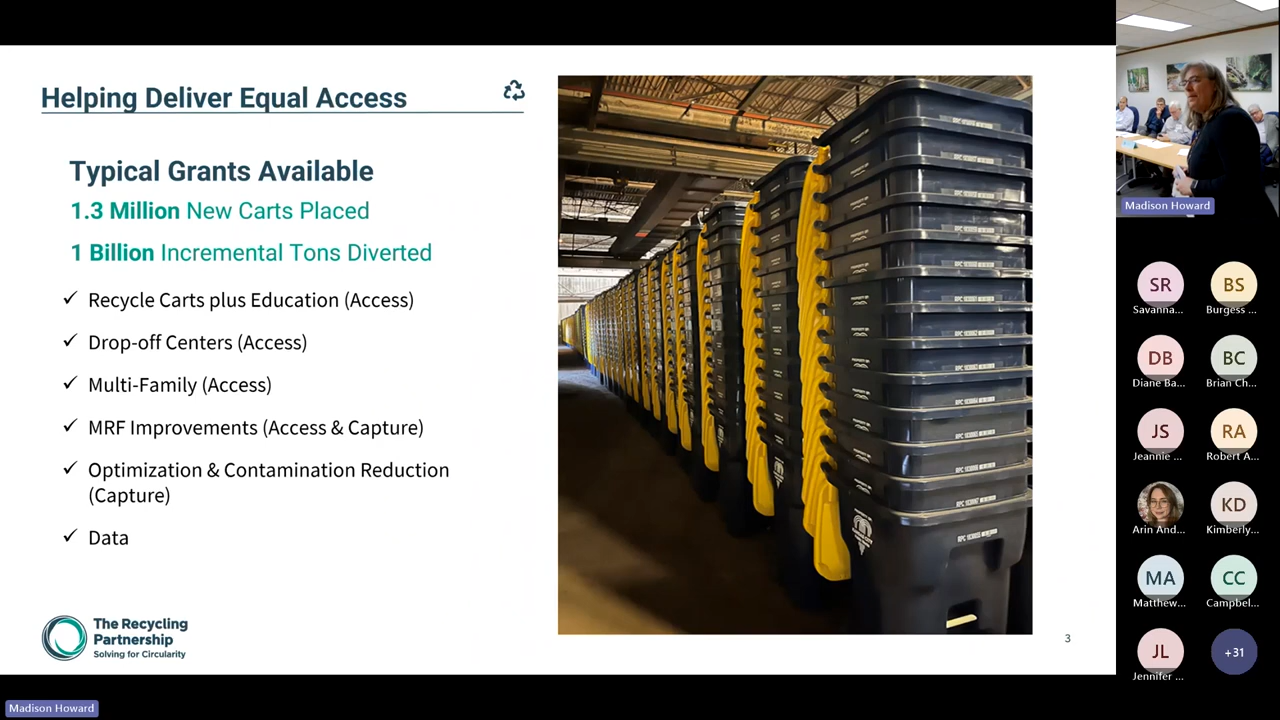 Helping Deliver Equal Access
Typical Grants Available
1.3 Million New Carts Placed
1 Billion Incremental Tons Diverted
✓ Recycle Carts plus Education (Access)
✓ Drop-off Centers (Access)
✓ Multi-Family (Access)
✓ MRF Improvements (Access & Capture)
✓ Optimization & Contamination Reduction
(Capture)
✓ Data
The Recycling
Partnership
Solving for Circularity
3
Madison Howard
SR
Savanna...
BS
Burgess ...
DB
Diane Ba...
BC
Brian Ch...
JS
Jeannie ...
RA
Robert A...
Arin And...
KD
Kimberly...
MA
Matthew...
CC
Campbel...
JL
Jennifer ...
+31
Madison Howard